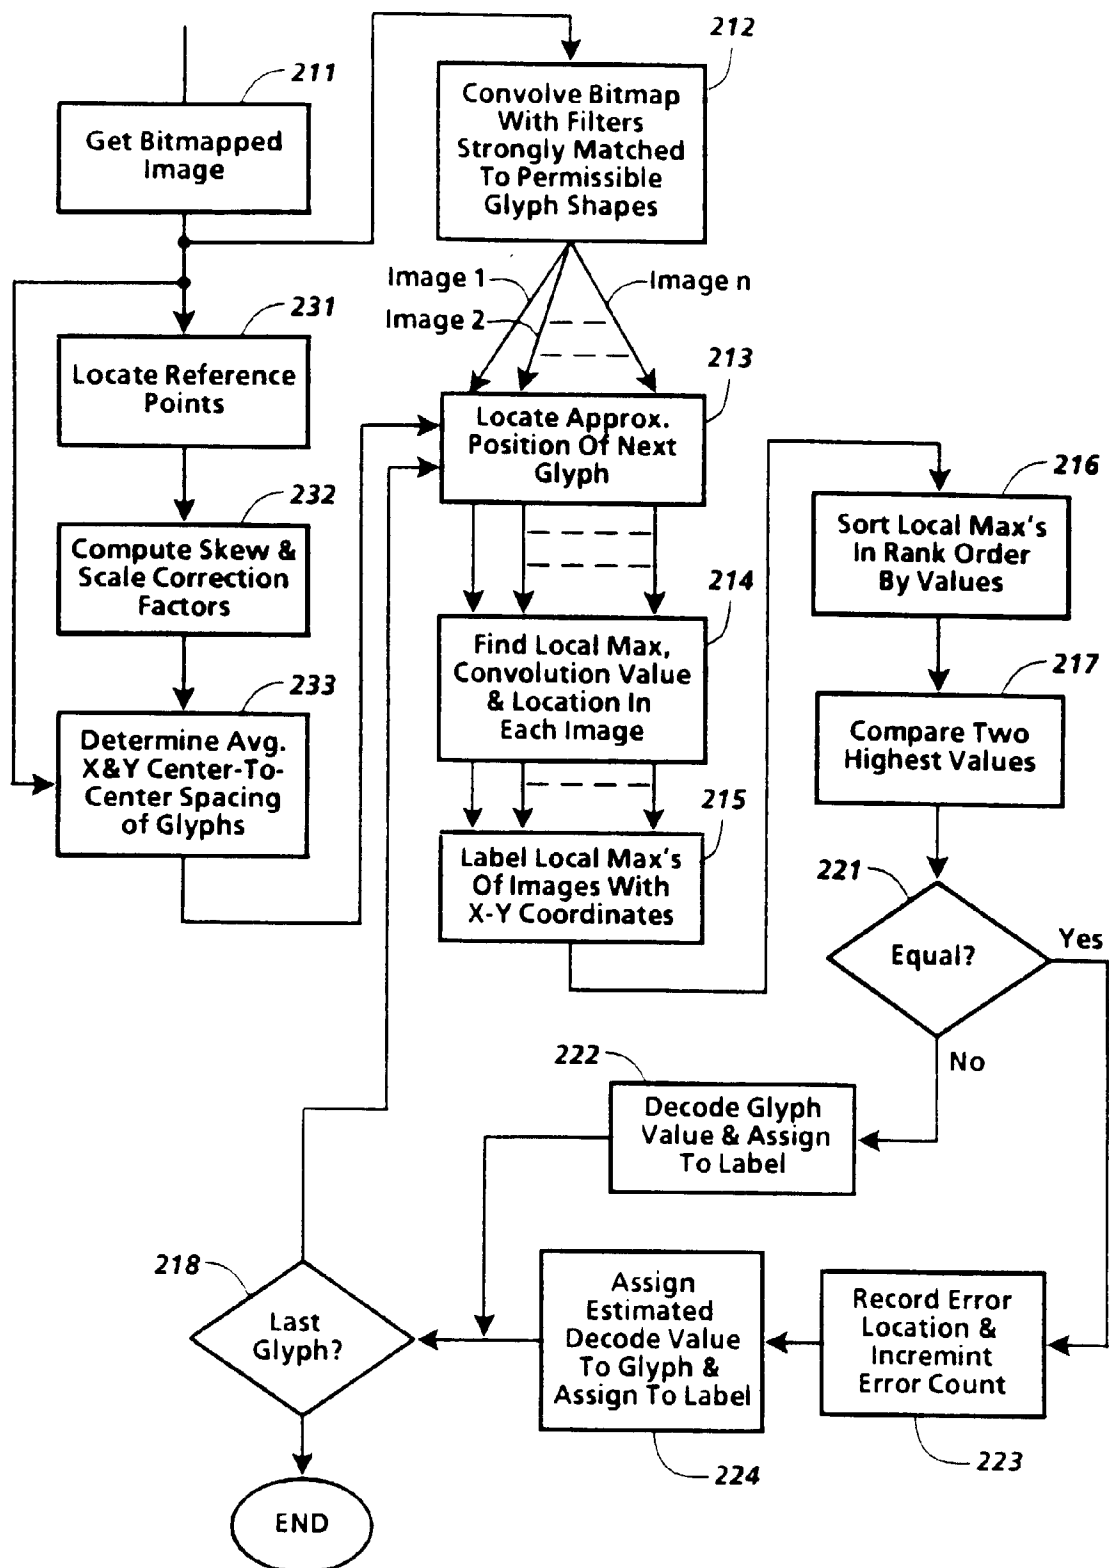 211
Get Bitmapped
Image
212
Convolve Bitmap
With Filters
Strongly Matched
To Permissible
Glyph Shapes
Image 1
Image 2
Image n
231
Locate Reference
Points
232
Compute Skew &
Scale Correction
Factors
233
Determine Avg.
X&Y Center-To-
Center Spacing
of Glyphs
213
Locate Approx.
Position Of Next
Glyph
214
Find Local Max,
Convolution Value
& Location In
Each Image
215
Label Local Max's
Of Images With
X-Y Coordinates
216
Sort Local Max's
In Rank Order
By Values
217
Compare Two
Highest Values
221
Equal?
Yes
No
222
Decode Glyph
Value & Assign
To Label
223
Record Error
Location &
Incremint
Error Count
224
Assign
Estimated
Decode Value
To Glyph &
Assign To Label
218
Last
Glyph?
END